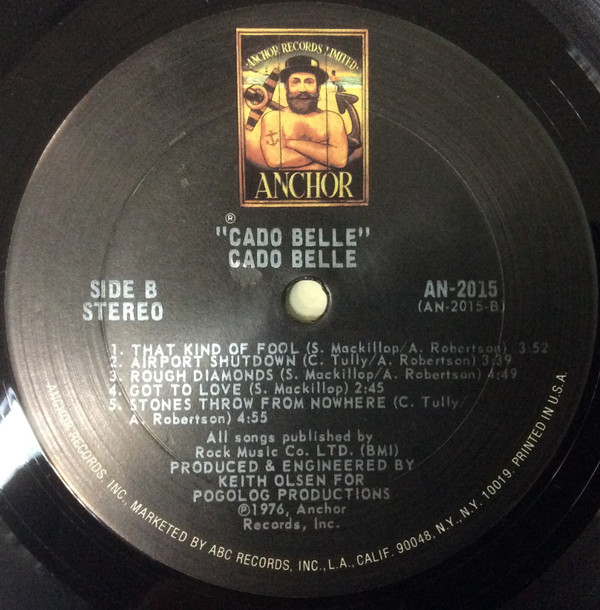 ANCHOR RECORDS LIMITED
ANCHOR
®
"CADO BELLE"
CADO BELLE
SIDE B
STEREO
AN-2015
(AN-2015-B)
1. THAT KIND OF FOOL (S. Mackillop/A. Robertson) 3:52
2. AIRPORT SHUTDOWN (C. Tully/A. Robertson) 3:39
3. ROUGH DIAMONDS (S. Mackillop/A. Robertson) 4:49
4. GOT TO LOVE (S. Mackillop) 2:45
5. STONES THROW FROM NOWHERE (C. Tully/
A. Robertson) 4:55
All songs published by
Rock Music Co. LTD. (BMI)
PRODUCED & ENGINEERED BY
KEITH OLSEN FOR
POGOLOG PRODUCTIONS
℗1976, Anchor
Records, Inc.
ANCHOR RECORDS, INC., MARKETED BY ABC RECORDS, INC., L.A., CALIF. 90048, N.Y., N.Y. 10019. PRINTED IN U.S.A.